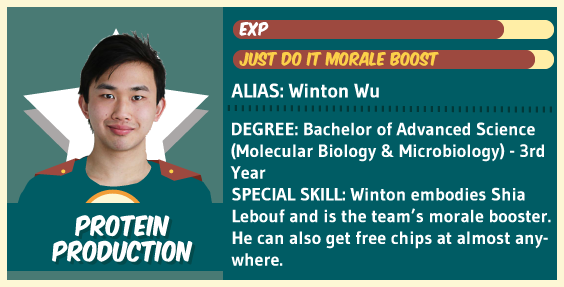 EXP
JUST DO IT MORALE BOOST
ALIAS: Winton Wu
DEGREE: Bachelor of Advanced Science
(Molecular Biology & Microbiology) - 3rd
Year
SPECIAL SKILL: Winton embodies Shia
Lebouf and is the team's morale booster.
He can also get free chips at almost any-
where.
PROTEIN
PRODUCTION